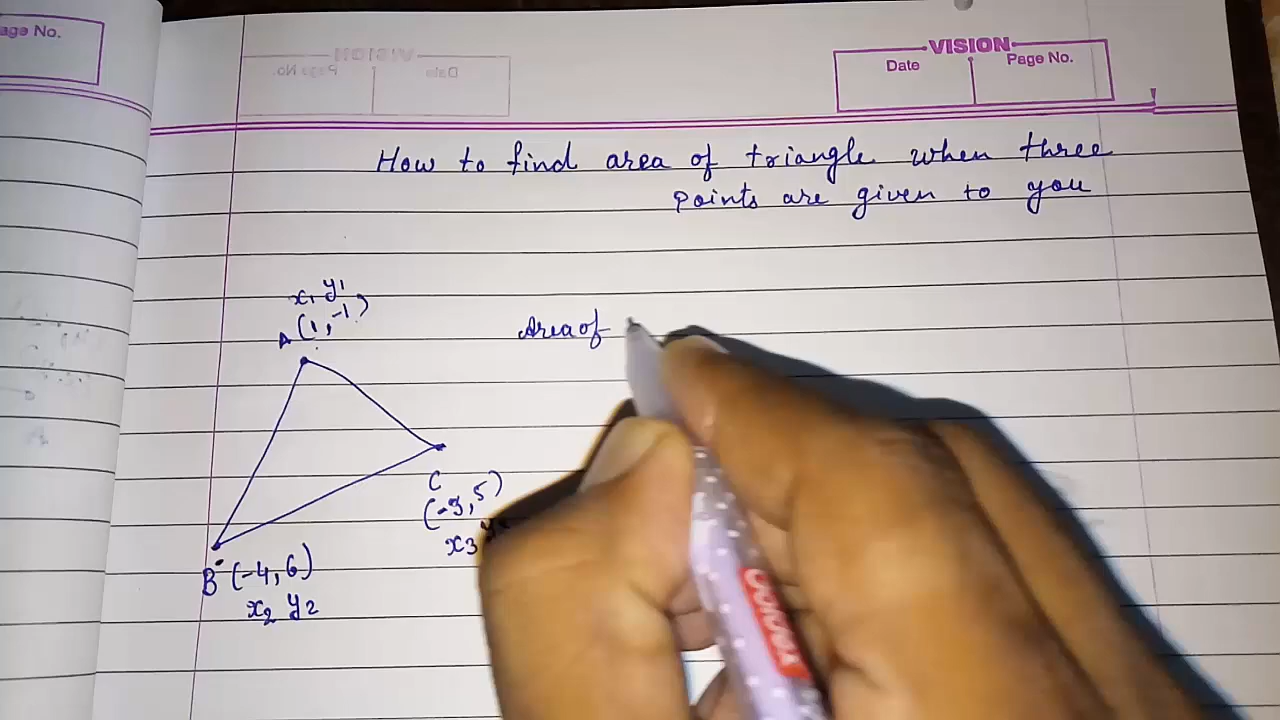 age No.
VISION
Date Page No.
How to find area of triangle when three
points are given to you
x1 y1
A (1, -1)
Area of
C
(-3, 5)
x3
B (-4, 6)
x2 y2